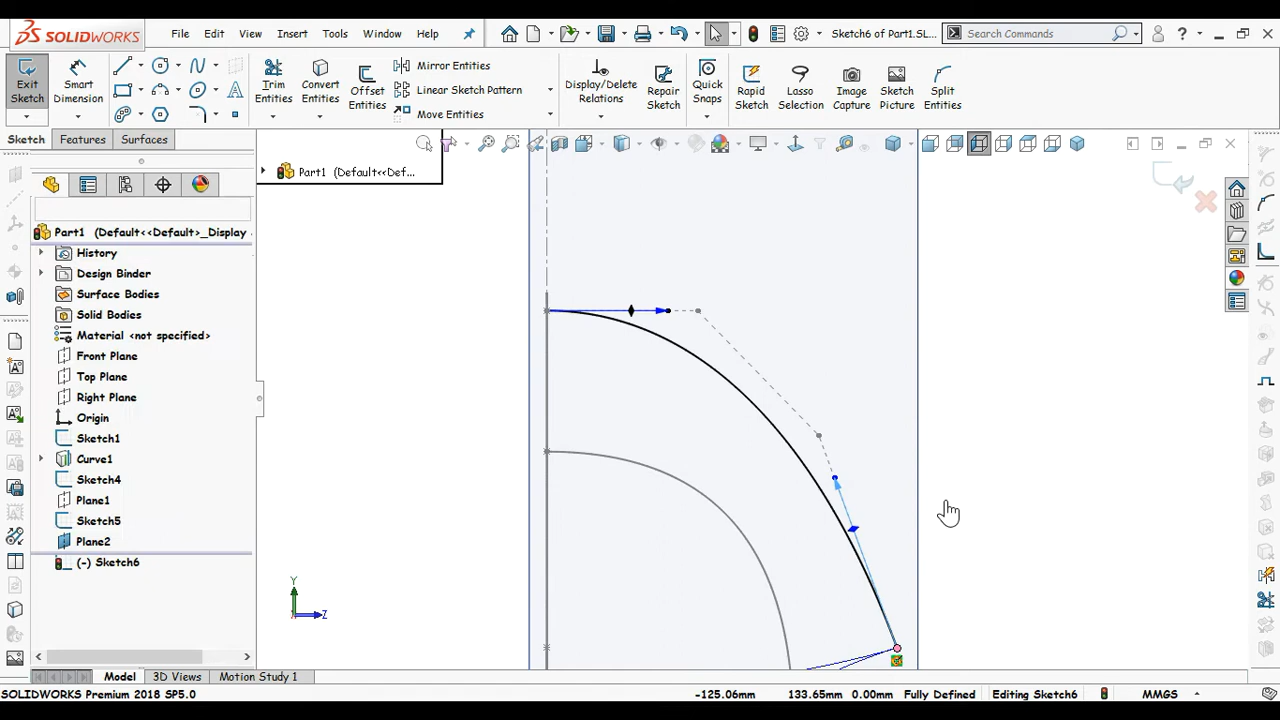 SOLIDWORKS File Edit View Insert Tools Window Help Sketch6 of Part1.SL... Search Commands ?
Exit Sketch Smart Dimension Trim Entities Convert Entities Offset Entities Mirror Entities Linear Sketch Pattern Move Entities Display/Delete Relations Repair Sketch Quick Snaps Rapid Sketch Lasso Selection Image Capture Sketch Picture Split Entities
Sketch Features Surfaces
Part1 (Default<<Def...
Part1 (Default<<Default>_Display
History
Design Binder
Surface Bodies
Solid Bodies
Material <not specified>
Front Plane
Top Plane
Right Plane
Origin
Sketch1
Curve1
Sketch4
Plane1
Sketch5
Plane2
(-) Sketch6
Y
Z
Model 3D Views Motion Study 1
SOLIDWORKS Premium 2018 SP5.0 -125.06mm 133.65mm 0.00mm Fully Defined Editing Sketch6 MMGS